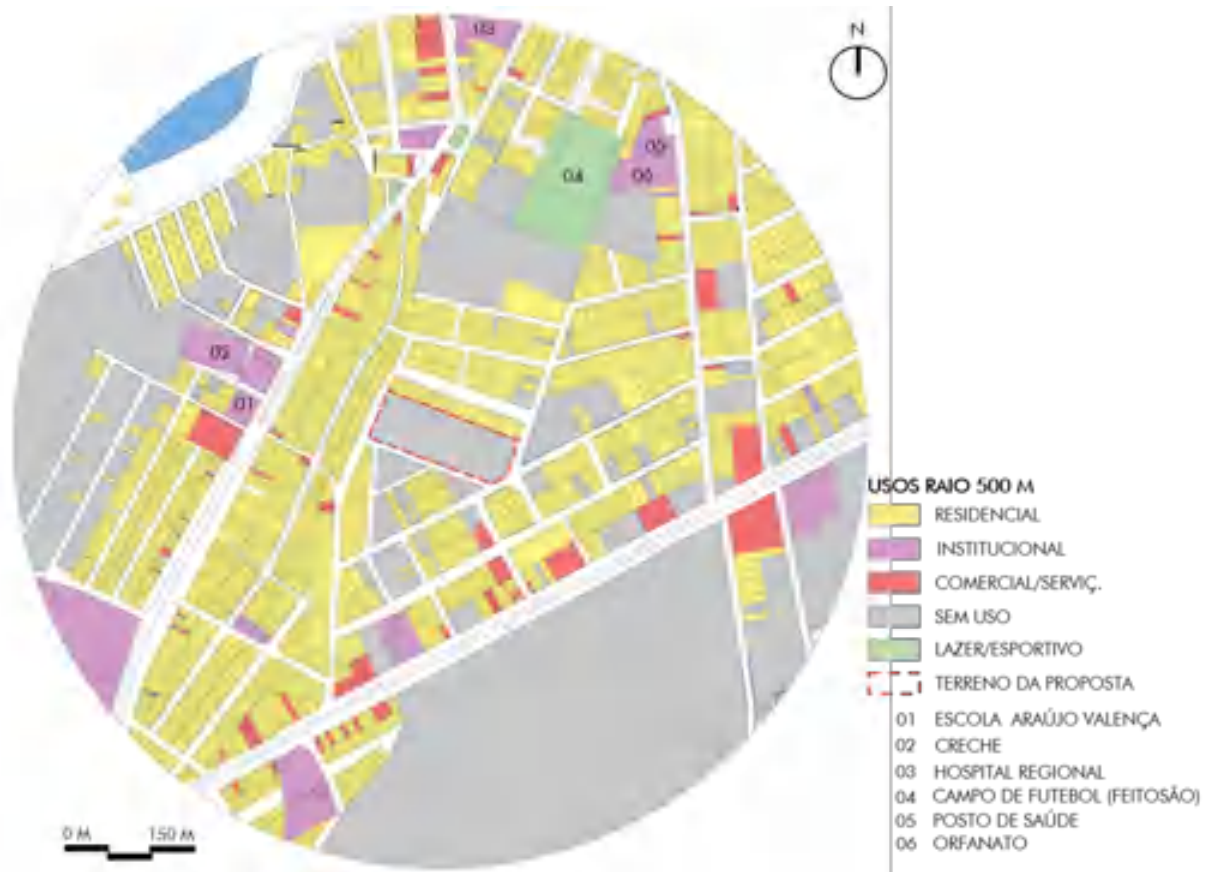 N
03
04
05
06
02
01
0 M 150 M
USOS RAIO 500 M
RESIDENCIAL
INSTITUCIONAL
COMERCIAL/SERVIÇ.
SEM USO
LAZER/ESPORTIVO
TERRENO DA PROPOSTA
01 ESCOLA ARAÚJO VALENÇA
02 CRECHE
03 HOSPITAL REGIONAL
04 CAMPO DE FUTEBOL (FEITOSÃO)
05 POSTO DE SAÚDE
06 ORFANATO